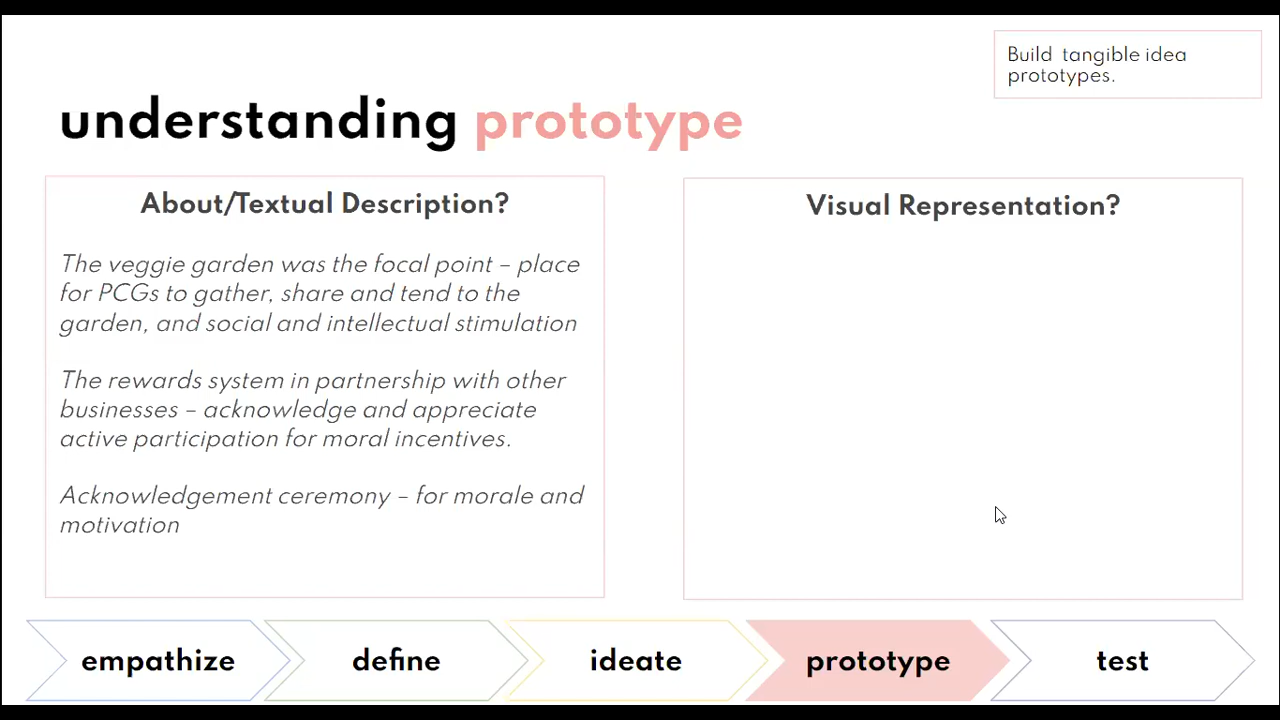 Build  tangible idea
prototypes.
understanding prototype
About/Textual Description?
The veggie garden was the focal point – place
for PCGs to gather, share and tend to the
garden, and social and intellectual stimulation
The rewards system in partnership with other
businesses – acknowledge and appreciate
active participation for moral incentives.
Acknowledgement ceremony – for morale and
motivation
Visual Representation?
empathize
define
ideate
prototype
test